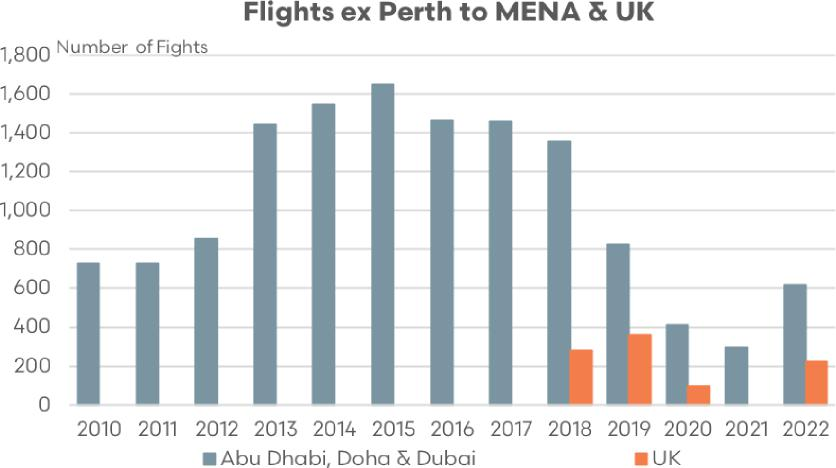 Flights ex Perth to MENA & UK
Number of Fights
1,800
1,600
1,400
1,200
1,000
800
600
400
200
0
2010 2011 2012 2013 2014 2015 2016 2017 2018 2019 2020 2021 2022
Abu Dhabi, Doha & Dubai UK